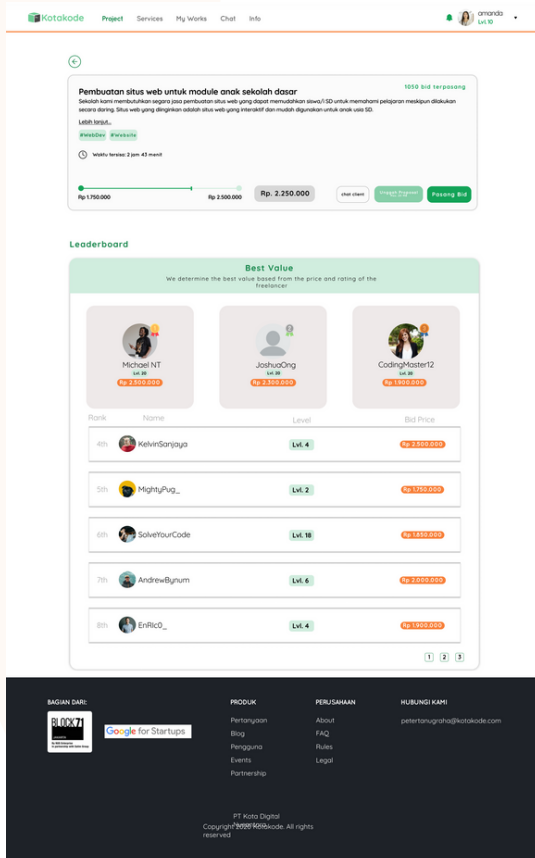 Kotakode
Project Services My Works Chat Info
amanda
Lvl. 10
1050 bid terpasang
Pembuatan situs web untuk module anak sekolah dasar
Sekolah kami membutuhkan segara jasa pembuatan situs web yang dapat memudahkan siswa/i SD untuk memahami pelajaran meskipun dilakukan
secara daring. Situs web yang diinginkan adalah situs web yang interaktif dan mudah digunakan untuk anak usia SD.
Lebih lanjut...
#WebDev #Website
Waktu tersisa: 2 jam 43 menit
Rp 1.750.000 Rp 2.500.000
Rp. 2.250.000
chat client
Pasang Bid
Leaderboard
Best Value
We determine the best value based from the price and rating of the
freelancer
Michael NT
Lvl. 20
Rp 2.500.000
JoshuaOng
Lvl. 20
Rp 2.300.000
CodingMaster12
Lvl. 20
Rp 1.900.000
Rank Name Level Bid Price
4th KelvinSanjaya Lvl. 4 Rp 2.500.000
5th MightyPug_ Lvl. 2 Rp 1.750.000
6th SolveYourCode Lvl. 18 Rp 1.850.000
7th AndrewBynum Lvl. 6 Rp 2.000.000
8th EnRIc0_ Lvl. 4 Rp 1.900.000
1 2 3
BAGIAN DARI:
BLOCK71
Google for Startups
PRODUK
Pertanyaan
Blog
Pengguna
Events
Partnership
PERUSAHAAN
About
FAQ
Rules
Legal
HUBUNGI KAMI
petertanugraha@kotakode.com
PT Kota Digital
Copyright 2020 Kotakode. All rights
reserved